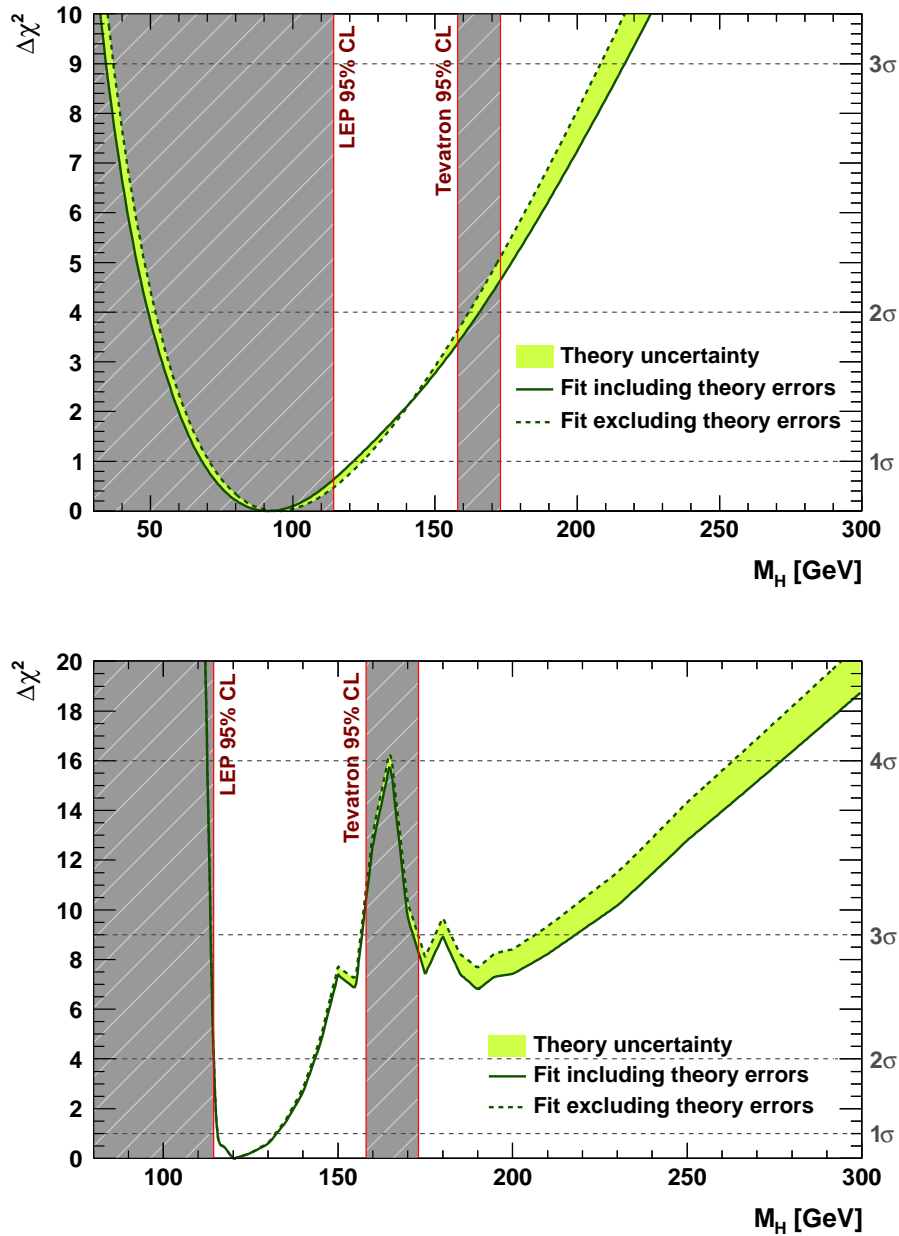 Δχ²
10
9
8
7
6
5
4
3
2
1
0
3σ
2σ
1σ
LEP 95% CL
Tevatron 95% CL
Theory uncertainty
Fit including theory errors
Fit excluding theory errors
50 100 150 200 250 300
M_H [GeV]
Δχ²
20
18
16
14
12
10
8
6
4
2
0
4σ
3σ
2σ
1σ
LEP 95% CL
Tevatron 95% CL
Theory uncertainty
Fit including theory errors
Fit excluding theory errors
100 150 200 250 300
M_H [GeV]